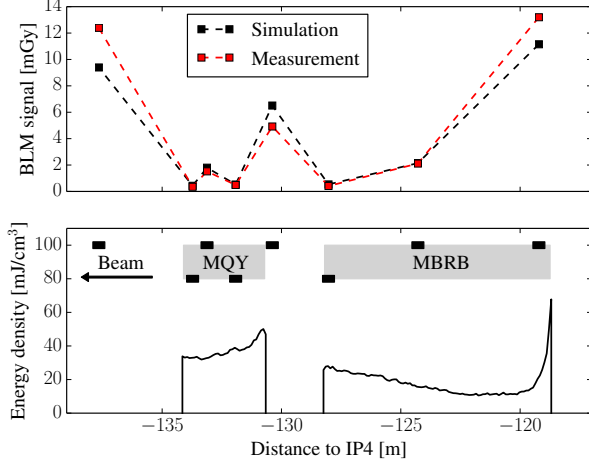 14
12
10
8
6
4
2
0
BLM signal [mGy]
Simulation
Measurement
120
100
80
60
40
20
0
Energy density [mJ/cm³]
Beam
MQY
MBRB
−135 −130 −125 −120
Distance to IP4 [m]